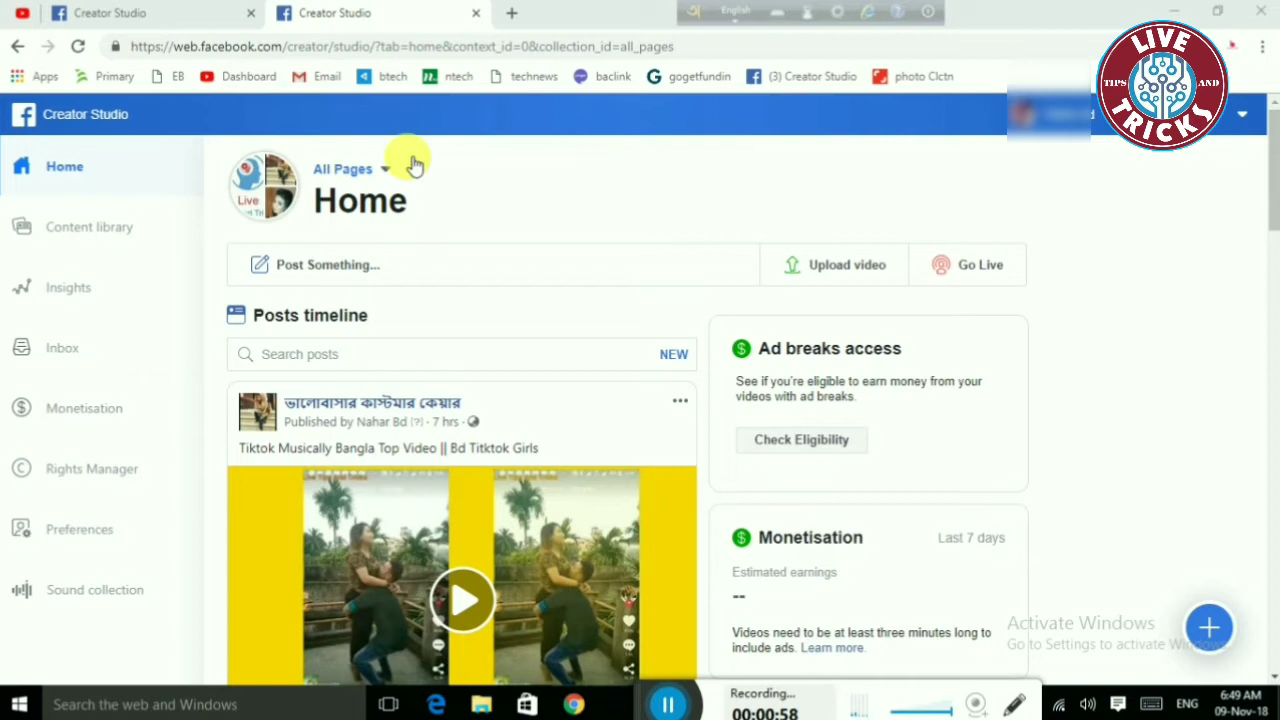 Creator Studio
Creator Studio
অ English
https://web.facebook.com/creator/studio/?tab=home&context_id=0&collection_id=all_pages
Apps Primary EB Dashboard Email btech ntech technews baclink gogetfundin (3) Creator Studio photo Clctn
LIVE
TIPS AND
TRICKS
Creator Studio
Home
Content library
Insights
Inbox
Monetisation
Rights Manager
Preferences
Sound collection
Live
All Pages
Home
Post Something...
Upload video
Go Live
Posts timeline
Search posts
NEW
ভালোবাসার কাস্টমার কেয়ার
Published by Nahar Bd [?] · 7 hrs ·
Tiktok Musically Bangla Top Video || Bd Titktok Girls
Ad breaks access
See if you're eligible to earn money from your
videos with ad breaks.
Check Eligibility
Monetisation
Last 7 days
Estimated earnings
--
Videos need to be at least three minutes long to
include ads. Learn more.
Activate Windows
Go to Settings to activate Windows.
Search the web and Windows
Recording...
00:00:58
ENG
6:49 AM
09-Nov-18